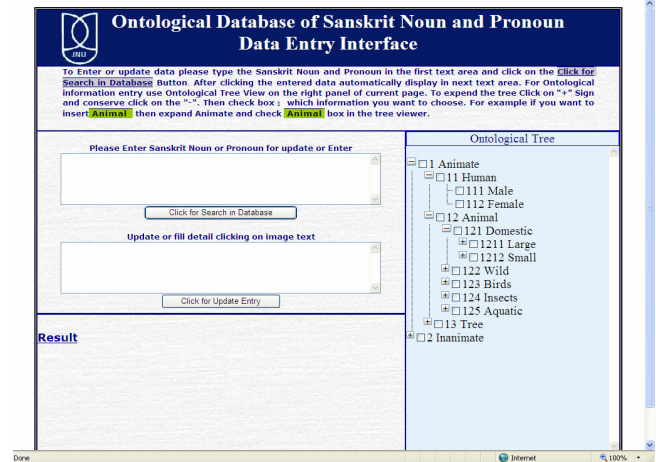 Ontological Database of Sanskrit Noun and Pronoun
Data Entry Interface
JNU
To Enter or update data please type the Sanskrit Noun and Pronoun in the first text area and click on the Click for
Search in Database Button. After clicking the entered data automatically display in next text area. For Ontological
information entry use Ontological Tree View on the right panel of current page. To expend the tree Click on "+" Sign
and conserve click on the "-". Then check box : which information you want to choose. For example if you want to
insert Animal then expand Animate and check Animal box in the tree viewer.
Please Enter Sanskrit Noun or Pronoun for update or Enter
Click for Search in Database
Update or fill detail clicking on image text
Click for Update Entry
Result
Ontological Tree
1 Animate
11 Human
111 Male
112 Female
12 Animal
121 Domestic
1211 Large
1212 Small
122 Wild
123 Birds
124 Insects
125 Aquatic
13 Tree
2 Inanimate
Done
Internet
100%